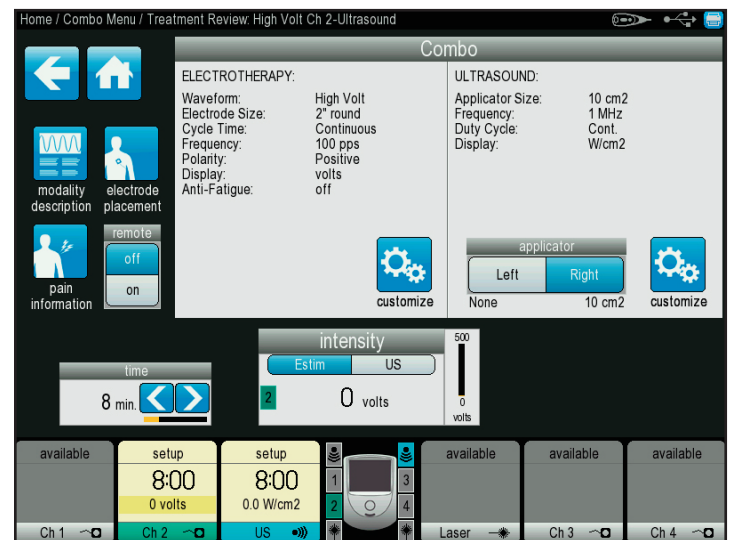 Home / Combo Menu / Treatment Review: High Volt Ch 2-Ultrasound
Combo
ELECTROTHERAPY:
Waveform: High Volt
Electrode Size: 2" round
Cycle Time: Continuous
Frequency: 100 pps
Polarity: Positive
Display: volts
Anti-Fatigue: off
customize
ULTRASOUND:
Applicator Size: 10 cm2
Frequency: 1 MHz
Duty Cycle: Cont.
Display: W/cm2
applicator
Left Right
None 10 cm2
customize
modality description
electrode placement
pain information
remote
off
on
time
8 min.
intensity
Estim US
2 0 volts
500
0
volts
available
Ch 1
setup
8:00
0 volts
Ch 2
setup
8:00
0.0 W/cm2
US
1 3
2 4
available
Laser
available
Ch 3
available
Ch 4